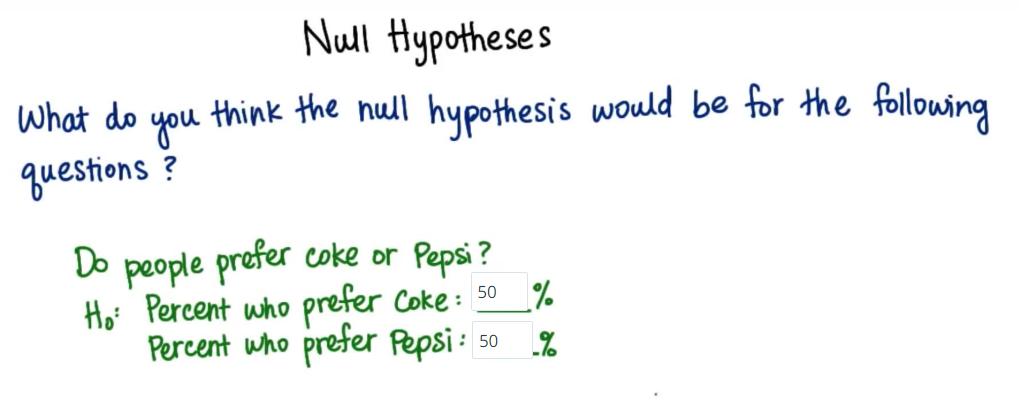 Null Hypotheses
What do you think the null hypothesis would be for the following
questions ?
Do people prefer coke or Pepsi?
H₀: Percent who prefer Coke: 50 %
Percent who prefer Pepsi: 50 %